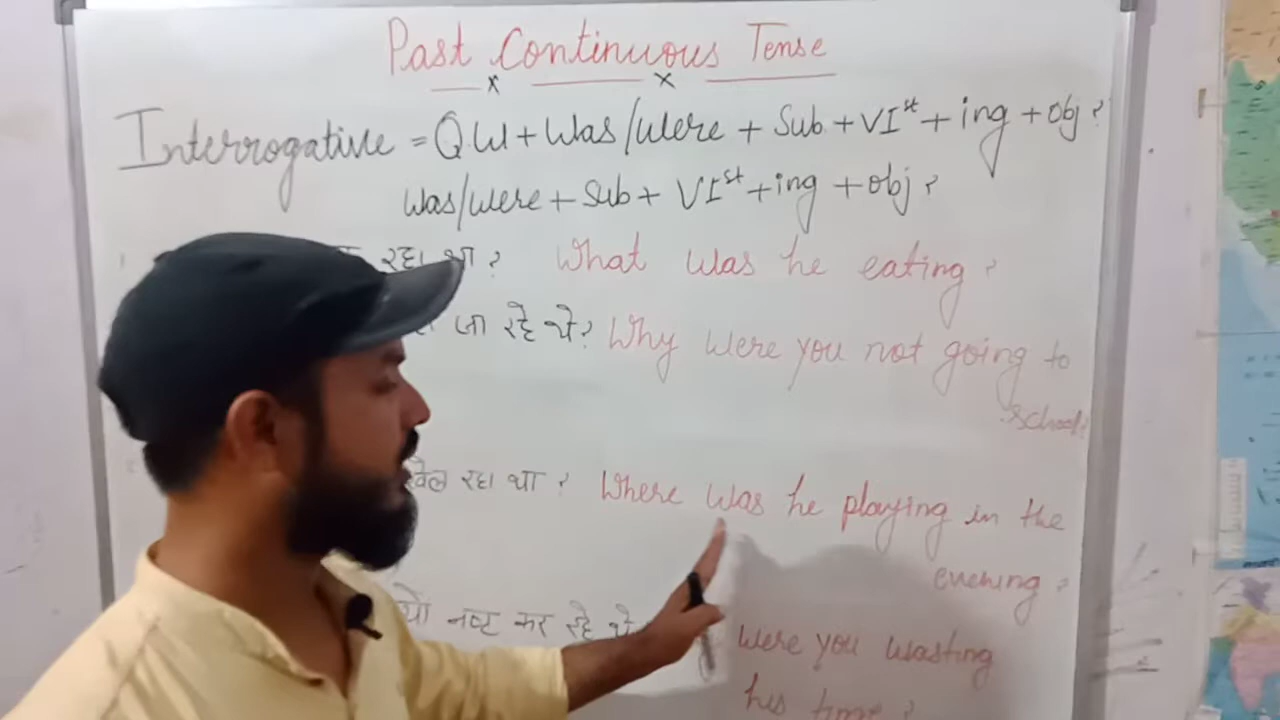 Past Continuous Tense
Interrogative = QW + Was/Were + Sub + VIst + ing + obj?
Was/Were + Sub + VIst + ing + obj?
रहा था? What was he eating?
जा रहे थे? Why were you not going to
school?
खेल रहा था? Where was he playing in the
evening?
नष्ट कर रहे थे were you wasting
his time?